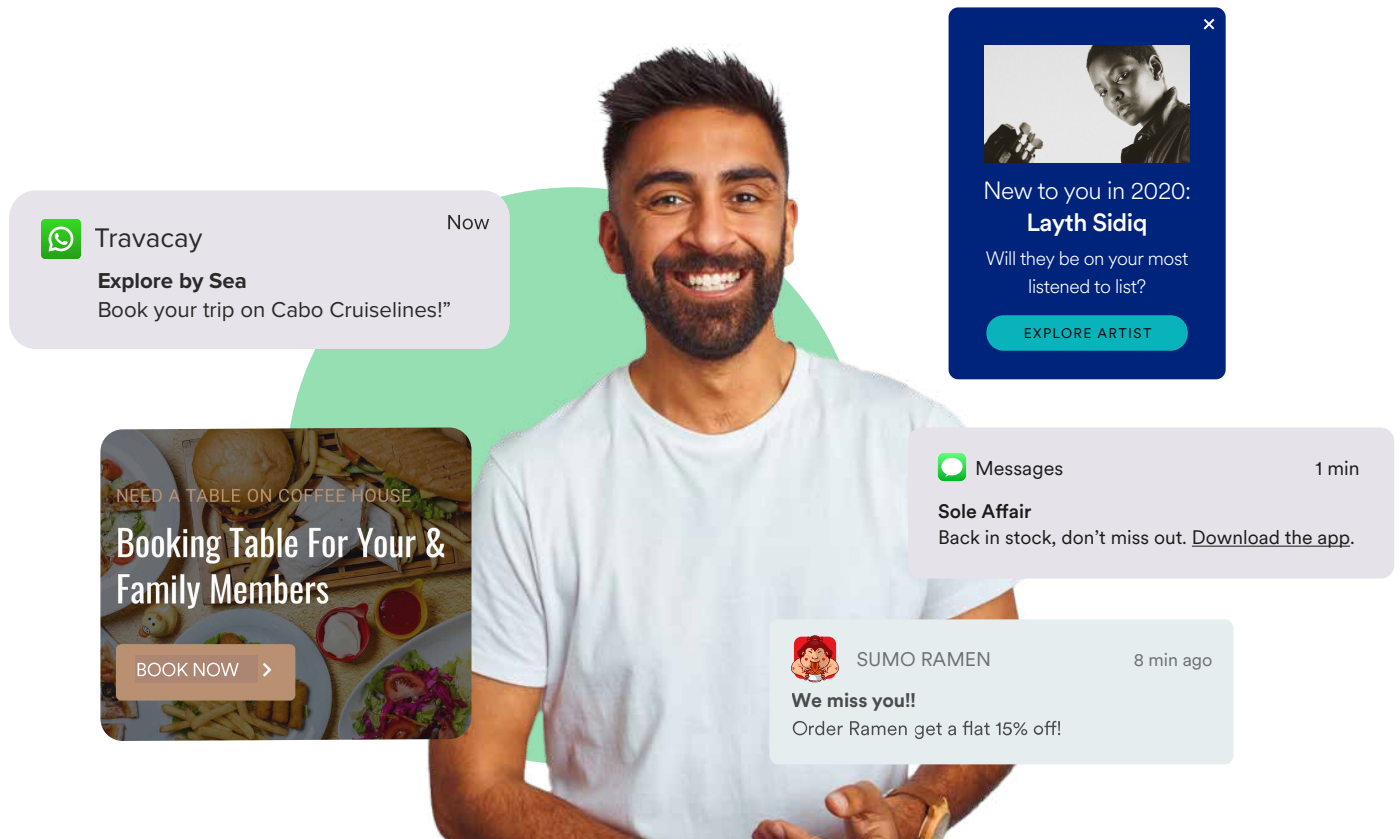 Travacay
Now
Explore by Sea
Book your trip on Cabo Cruiselines!”
NEED A TABLE ON COFFEE HOUSE
Booking Table For Your &
Family Members
BOOK NOW
New to you in 2020:
Layth Sidiq
Will they be on your most
listened to list?
EXPLORE ARTIST
Messages
1 min
Sole Affair
Back in stock, don’t miss out. Download the app.
SUMO RAMEN
8 min ago
We miss you!!
Order Ramen get a flat 15% off!